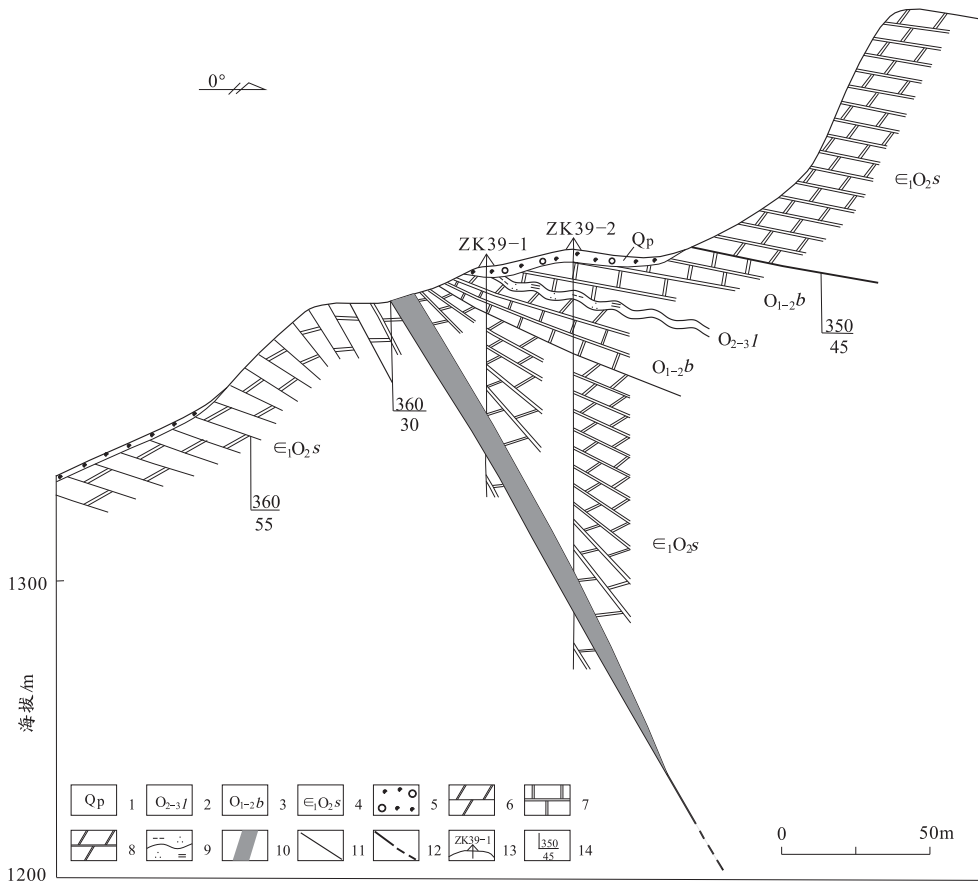 0°
∈₁O₂s
ZK39-1
ZK39-2
Qp
O₁₋₂b
350
45
O₂₋₃l
O₁₋₂b
360
30
∈₁O₂s
360
55
∈₁O₂s
1300
海拔/m
1200
Qp 1 O₂₋₃l 2 O₁₋₂b 3 ∈₁O₂s 4 5 6 7
8 9 10 11 12 ZK39-1 13 350 45 14
0 50m